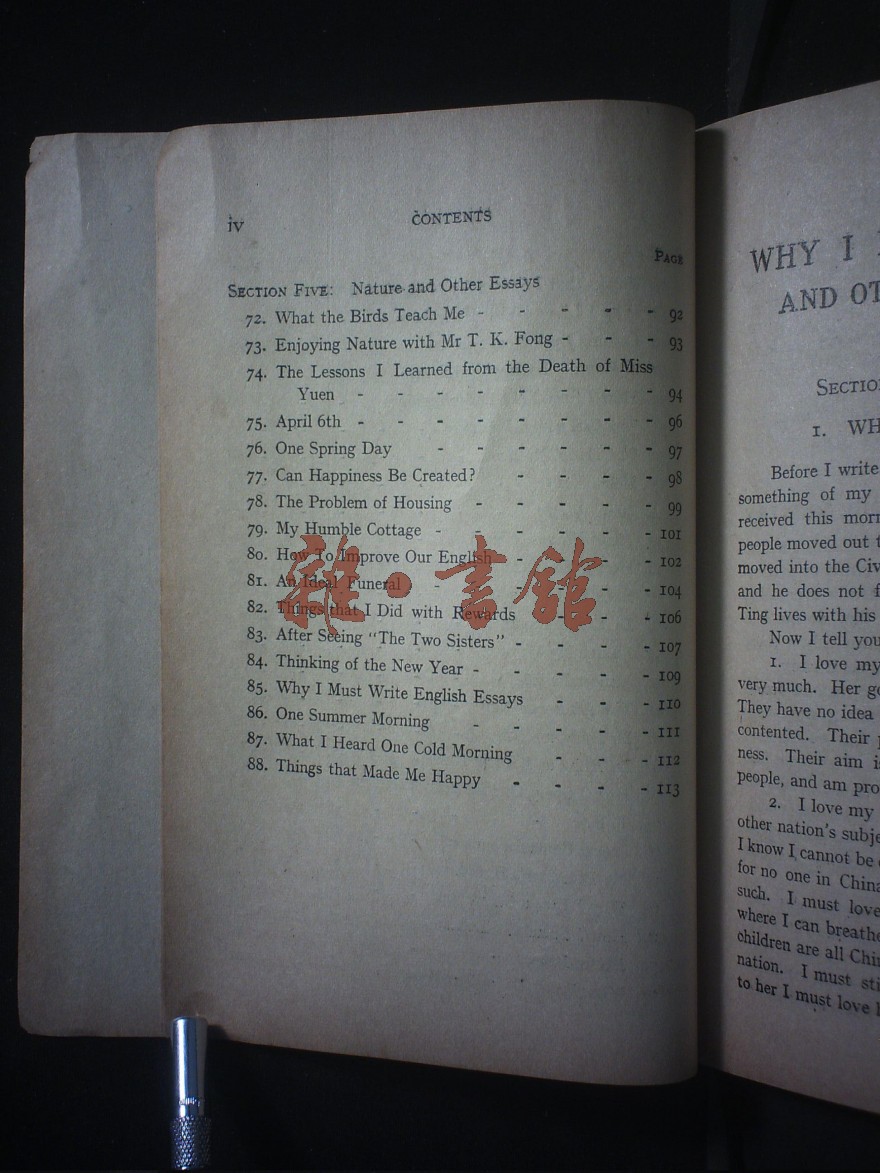 iv CONTENTS
PAGE
SECTION FIVE: Nature and Other Essays
72. What the Birds Teach Me - - - - - 92
73. Enjoying Nature with Mr T. K. Fong - - - 93
74. The Lessons I Learned from the Death of Miss
Yuen - - - - - - - - 94
75. April 6th - - - - - - - - 96
76. One Spring Day - - - - - - 97
77. Can Happiness Be Created? - - - - 98
78. The Problem of Housing - - - - - 99
79. My Humble Cottage - - - - - - 101
80. How To Improve Our English - - - - 102
81. An Ideal Funeral - - - - - - 104
82. Things that I Did with Rewards - - - 106
83. After Seeing "The Two Sisters" - - - - 107
84. Thinking of the New Year - - - - - 109
85. Why I Must Write English Essays - - - 110
86. One Summer Morning - - - - - 111
87. What I Heard One Cold Morning - - - 112
88. Things that Made Me Happy - - - - 113
雜·書館
WHY I
AND
SECTIO
1. WH
Before I write
something of my
received this
people moved out
moved into the
and he does not
Ting lives with his
Now I tell you
1. I love my
very much. Her
They have no idea
contented. Their
ness. Their aim
people, and am
2. I love my
other nation's
I know I cannot be
for no one in China
such. I must love
where I can
children are all
nation. I must
to her I must love